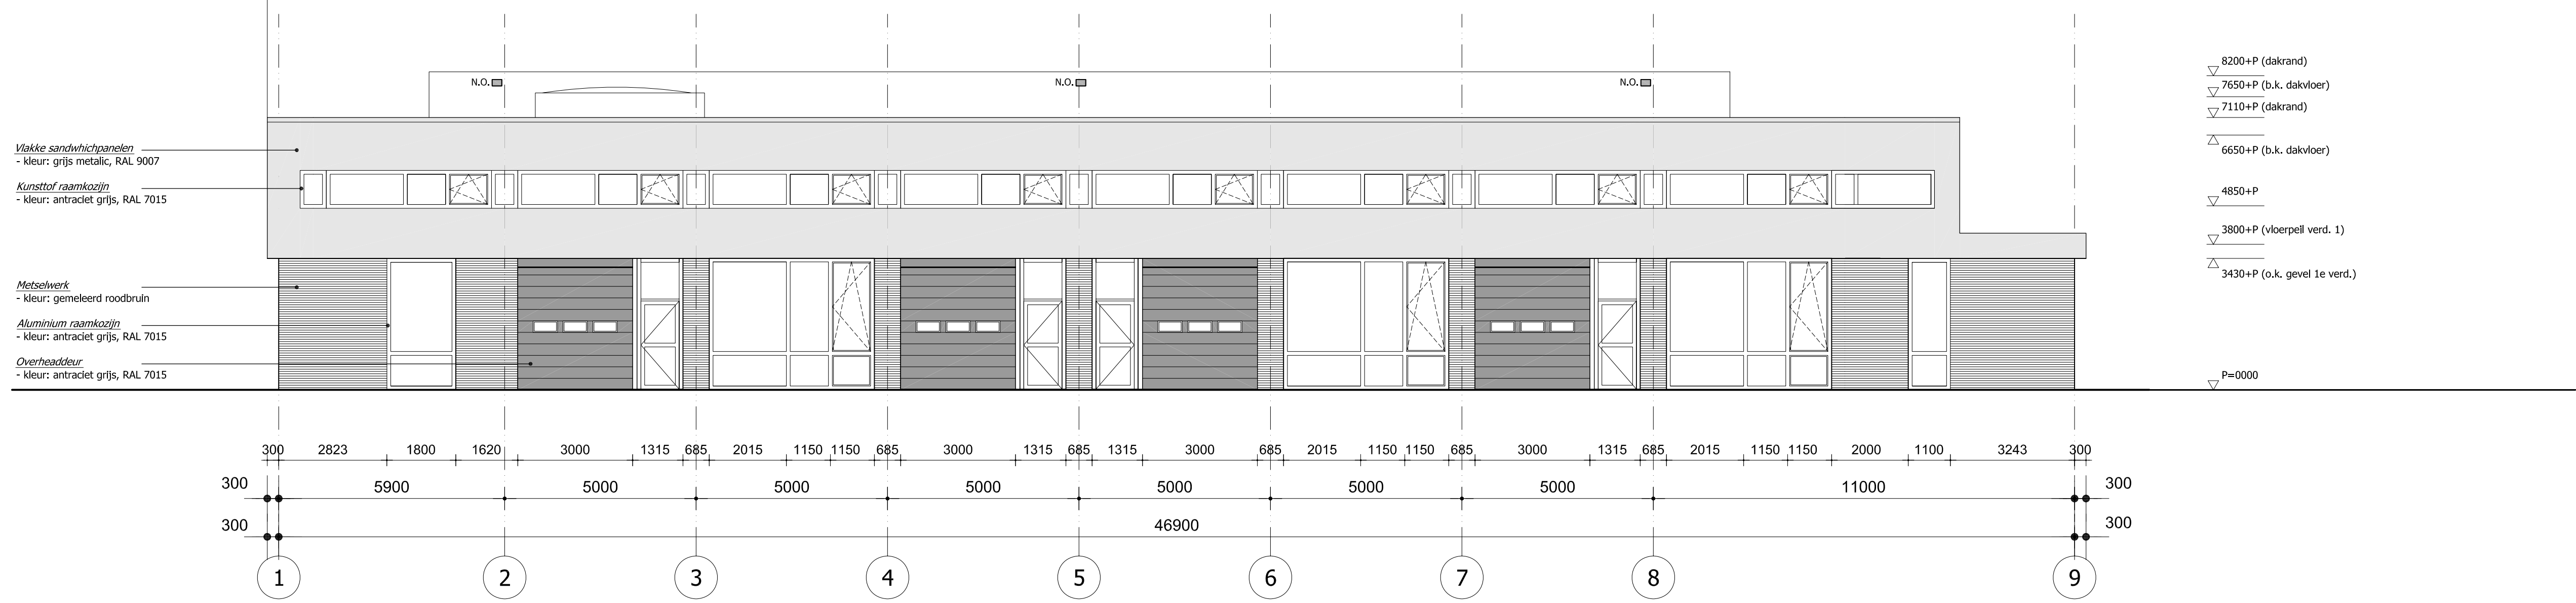 N.O.
N.O.
N.O.
8200+P (dakrand)
7650+P (b.k. dakvloer)
7110+P (dakrand)
6650+P (b.k. dakvloer)
4850+P
3800+P (vloerpeil verd. 1)
3430+P (o.k. gevel 1e verd.)
P=0000
Vlakke sandwhichpanelen
- kleur: grijs metalic, RAL 9007
Kunsttof raamkozijn
- kleur: antraciet grijs, RAL 7015
Metselwerk
- kleur: gemeleerd roodbruin
Aluminium raamkozijn
- kleur: antraciet grijs, RAL 7015
Overheaddeur
- kleur: antraciet grijs, RAL 7015
300 2823 1800 1620 3000 1315 685 2015 1150 1150 685 3000 1315 685 1315 3000 685 2015 1150 1150 685 3000 1315 685 2015 1150 1150 2000 1100 3243 300
300 5900 5000 5000 5000 5000 5000 5000 11000 300
300 46900 300
1 2 3 4 5 6 7 8 9